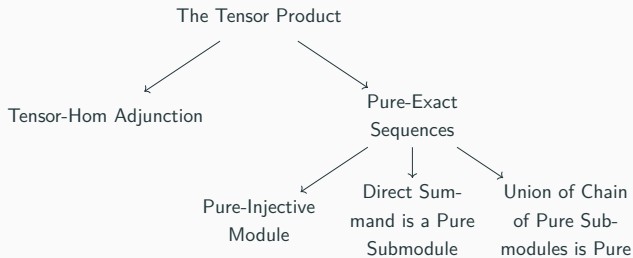 The Tensor Product
Tensor-Hom Adjunction
Pure-Exact
Sequences
Pure-Injective
Module
Direct Sum-
mand is a Pure
Submodule
Union of Chain
of Pure Sub-
modules is Pure